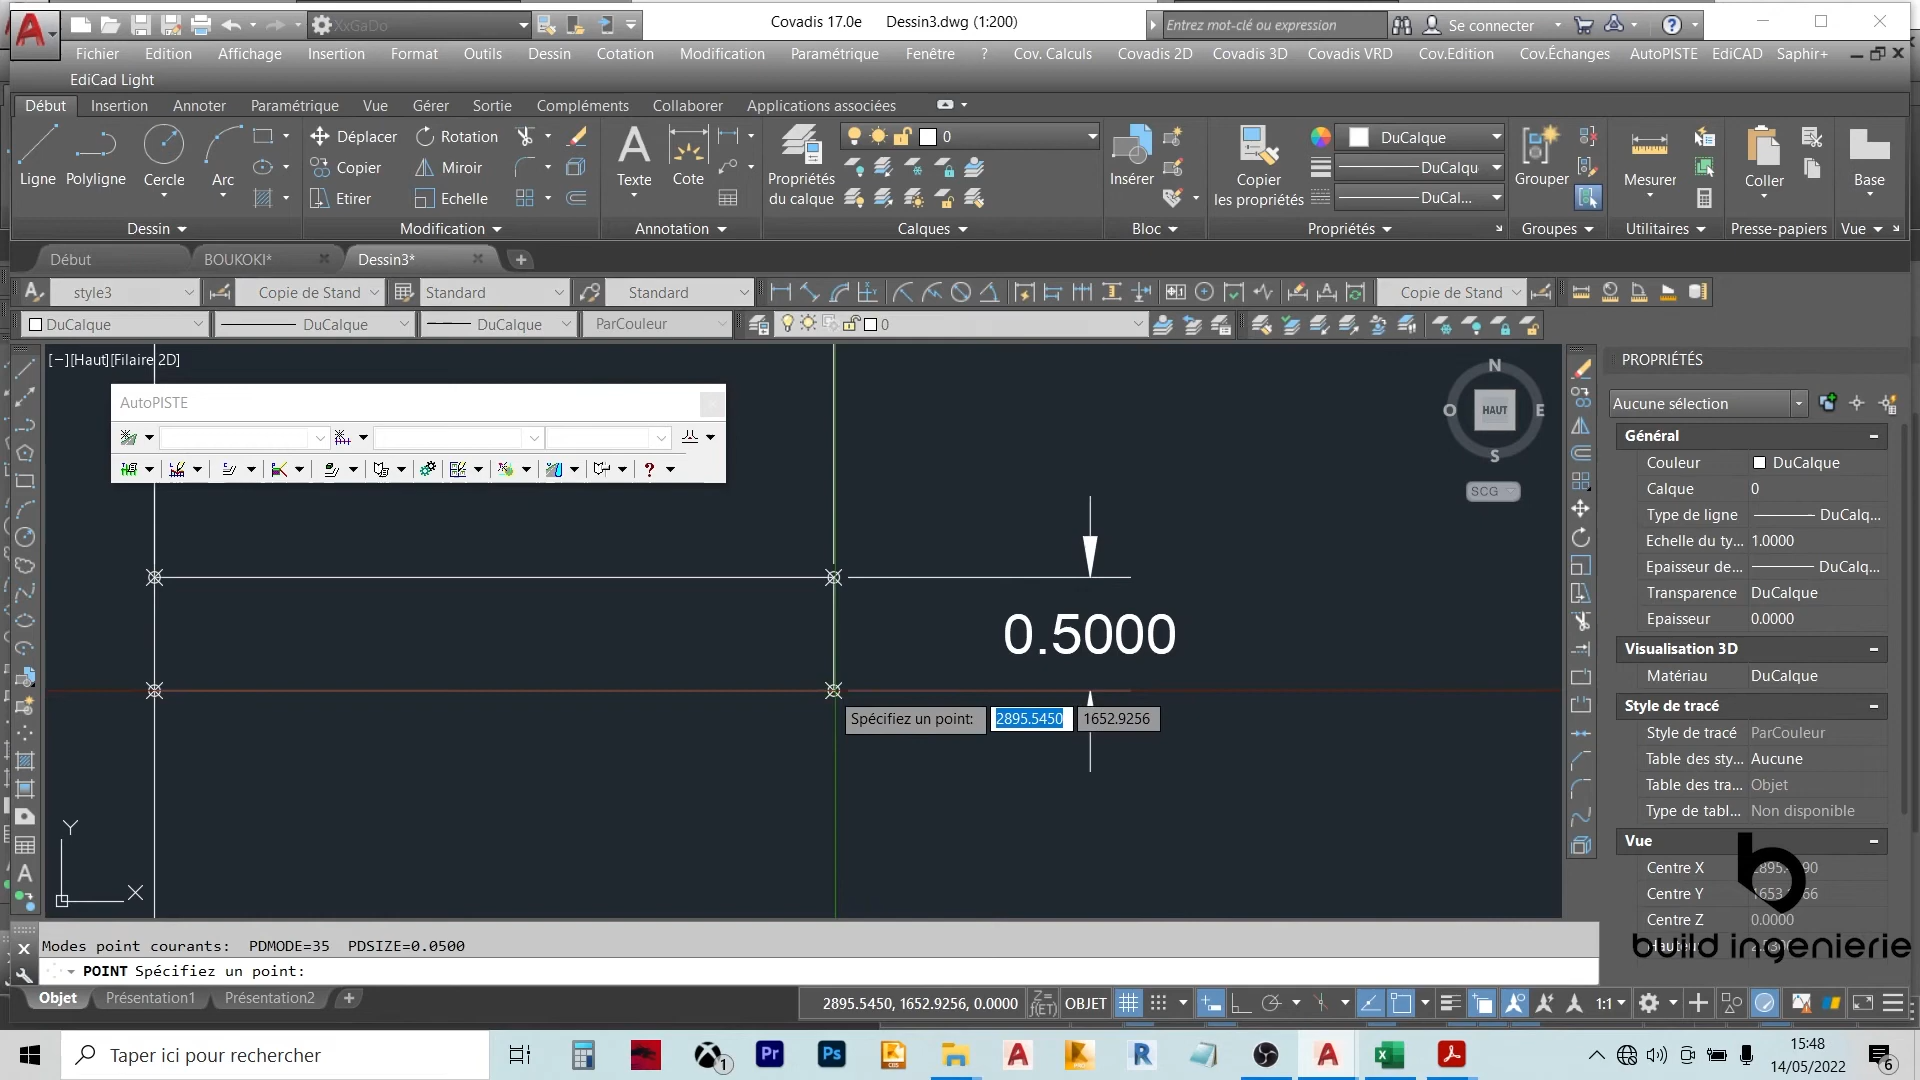 XxGaDo
Covadis 17.0e Dessin3.dwg (1:200)
Entrez mot-clé ou expression
Se connecter
Fichier Edition Affichage Insertion Format Outils Dessin Cotation Modification Paramétrique Fenêtre ? Cov. Calculs Covadis 2D Covadis 3D Covadis VRD Cov.Edition Cov.Échanges AutoPISTE EdiCAD Saphir+
EdiCad Light
Début Insertion Annoter Paramétrique Vue Gérer Sortie Compléments Collaborer Applications associées
Ligne Polyligne Cercle Arc
Déplacer Rotation
Copier Miroir
Etirer Echelle
Texte Cote
Propriétés
du calque
0
Insérer
Copier
les propriétés
DuCalque
DuCalqu
DuCal...
Grouper
Mesurer
Coller
Base
Dessin Modification Annotation Calques Bloc Propriétés Groupes Utilitaires Presse-papiers Vue
Début BOUKOKI* Dessin3*
style3 Copie de Stand Standard Standard Copie de Stand
DuCalque DuCalque DuCalque ParCouleur 0
[−][Haut][Filaire 2D]
AutoPISTE
N
O HAUT E
S
SCG
0.5000
Spécifiez un point: 2895.5450 1652.9256
Y
X
PROPRIÉTÉS
Aucune sélection
Général
Couleur DuCalque
Calque 0
Type de ligne DuCalq...
Echelle du ty... 1.0000
Epaisseur de... DuCalq...
Transparence DuCalque
Epaisseur 0.0000
Visualisation 3D
Matériau DuCalque
Style de tracé
Style de tracé ParCouleur
Table des sty... Aucune
Table des tra... Objet
Type de tabl... Non disponible
Vue
Centre X
Centre Y
Centre Z 0.0000
build ingenierie
Modes point courants: PDMODE=35 PDSIZE=0.0500
POINT Spécifiez un point:
Objet Présentation1 Présentation2
2895.5450, 1652.9256, 0.0000 OBJET 1:1
Taper ici pour rechercher
15:48
14/05/2022